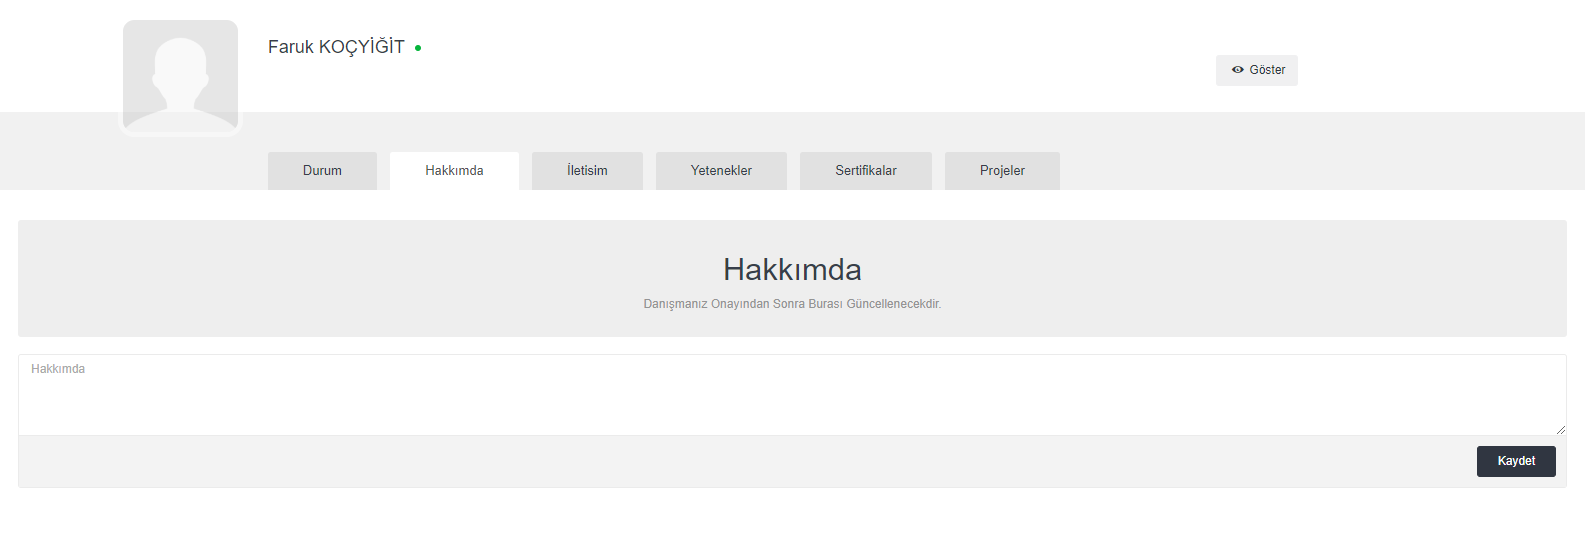 Faruk KOÇYİĞİT
Göster
Durum
Hakkımda
İletisim
Yetenekler
Sertifikalar
Projeler
Hakkımda
Danışmanız Onayından Sonra Burası Güncellenecekdir.
Hakkımda
Kaydet